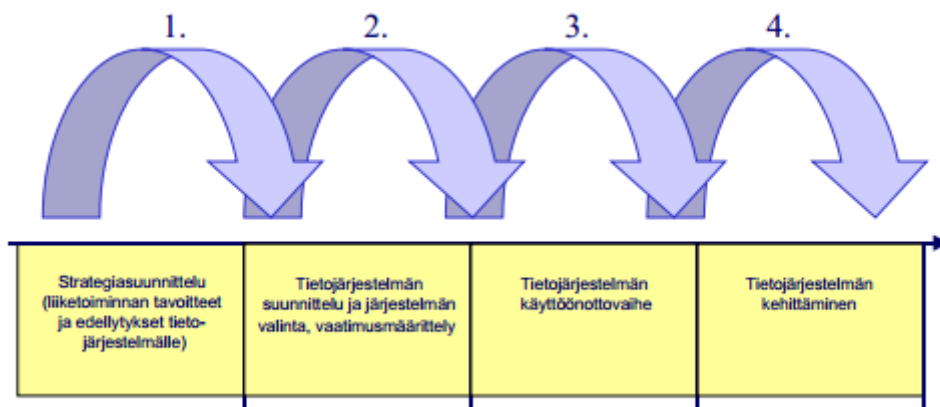 1.
2.
3.
4.
Strategiasuunnittelu
(liiketoiminnan tavoitteet
ja edellytykset tieto-
järjestelmälle)
Tietojärjestelmän
suunnittelu ja järjestelmän
valinta, vaatimusmäärittely
Tietojärjestelmän
käyttöönottovaihe
Tietojärjestelmän
kehittäminen